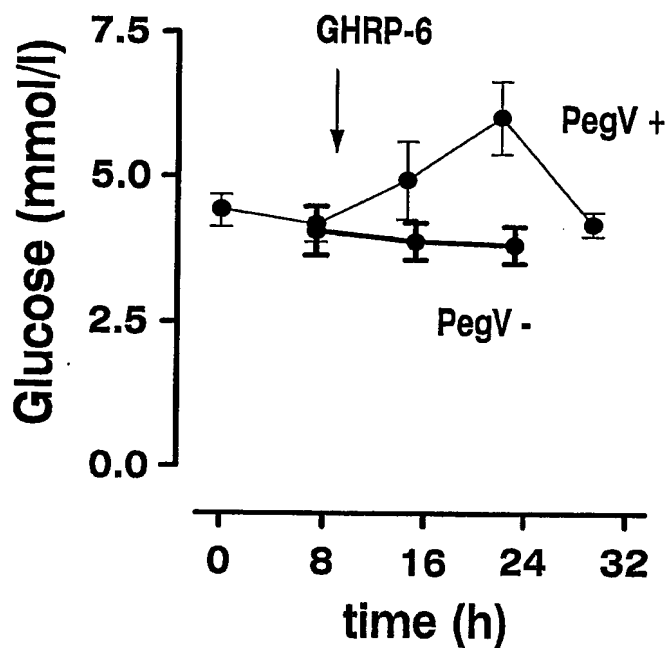 7.5
GHRP-6
PegV +
5.0
2.5
PegV -
0.0
Glucose (mmol/l)
0 8 16 24 32
time (h)